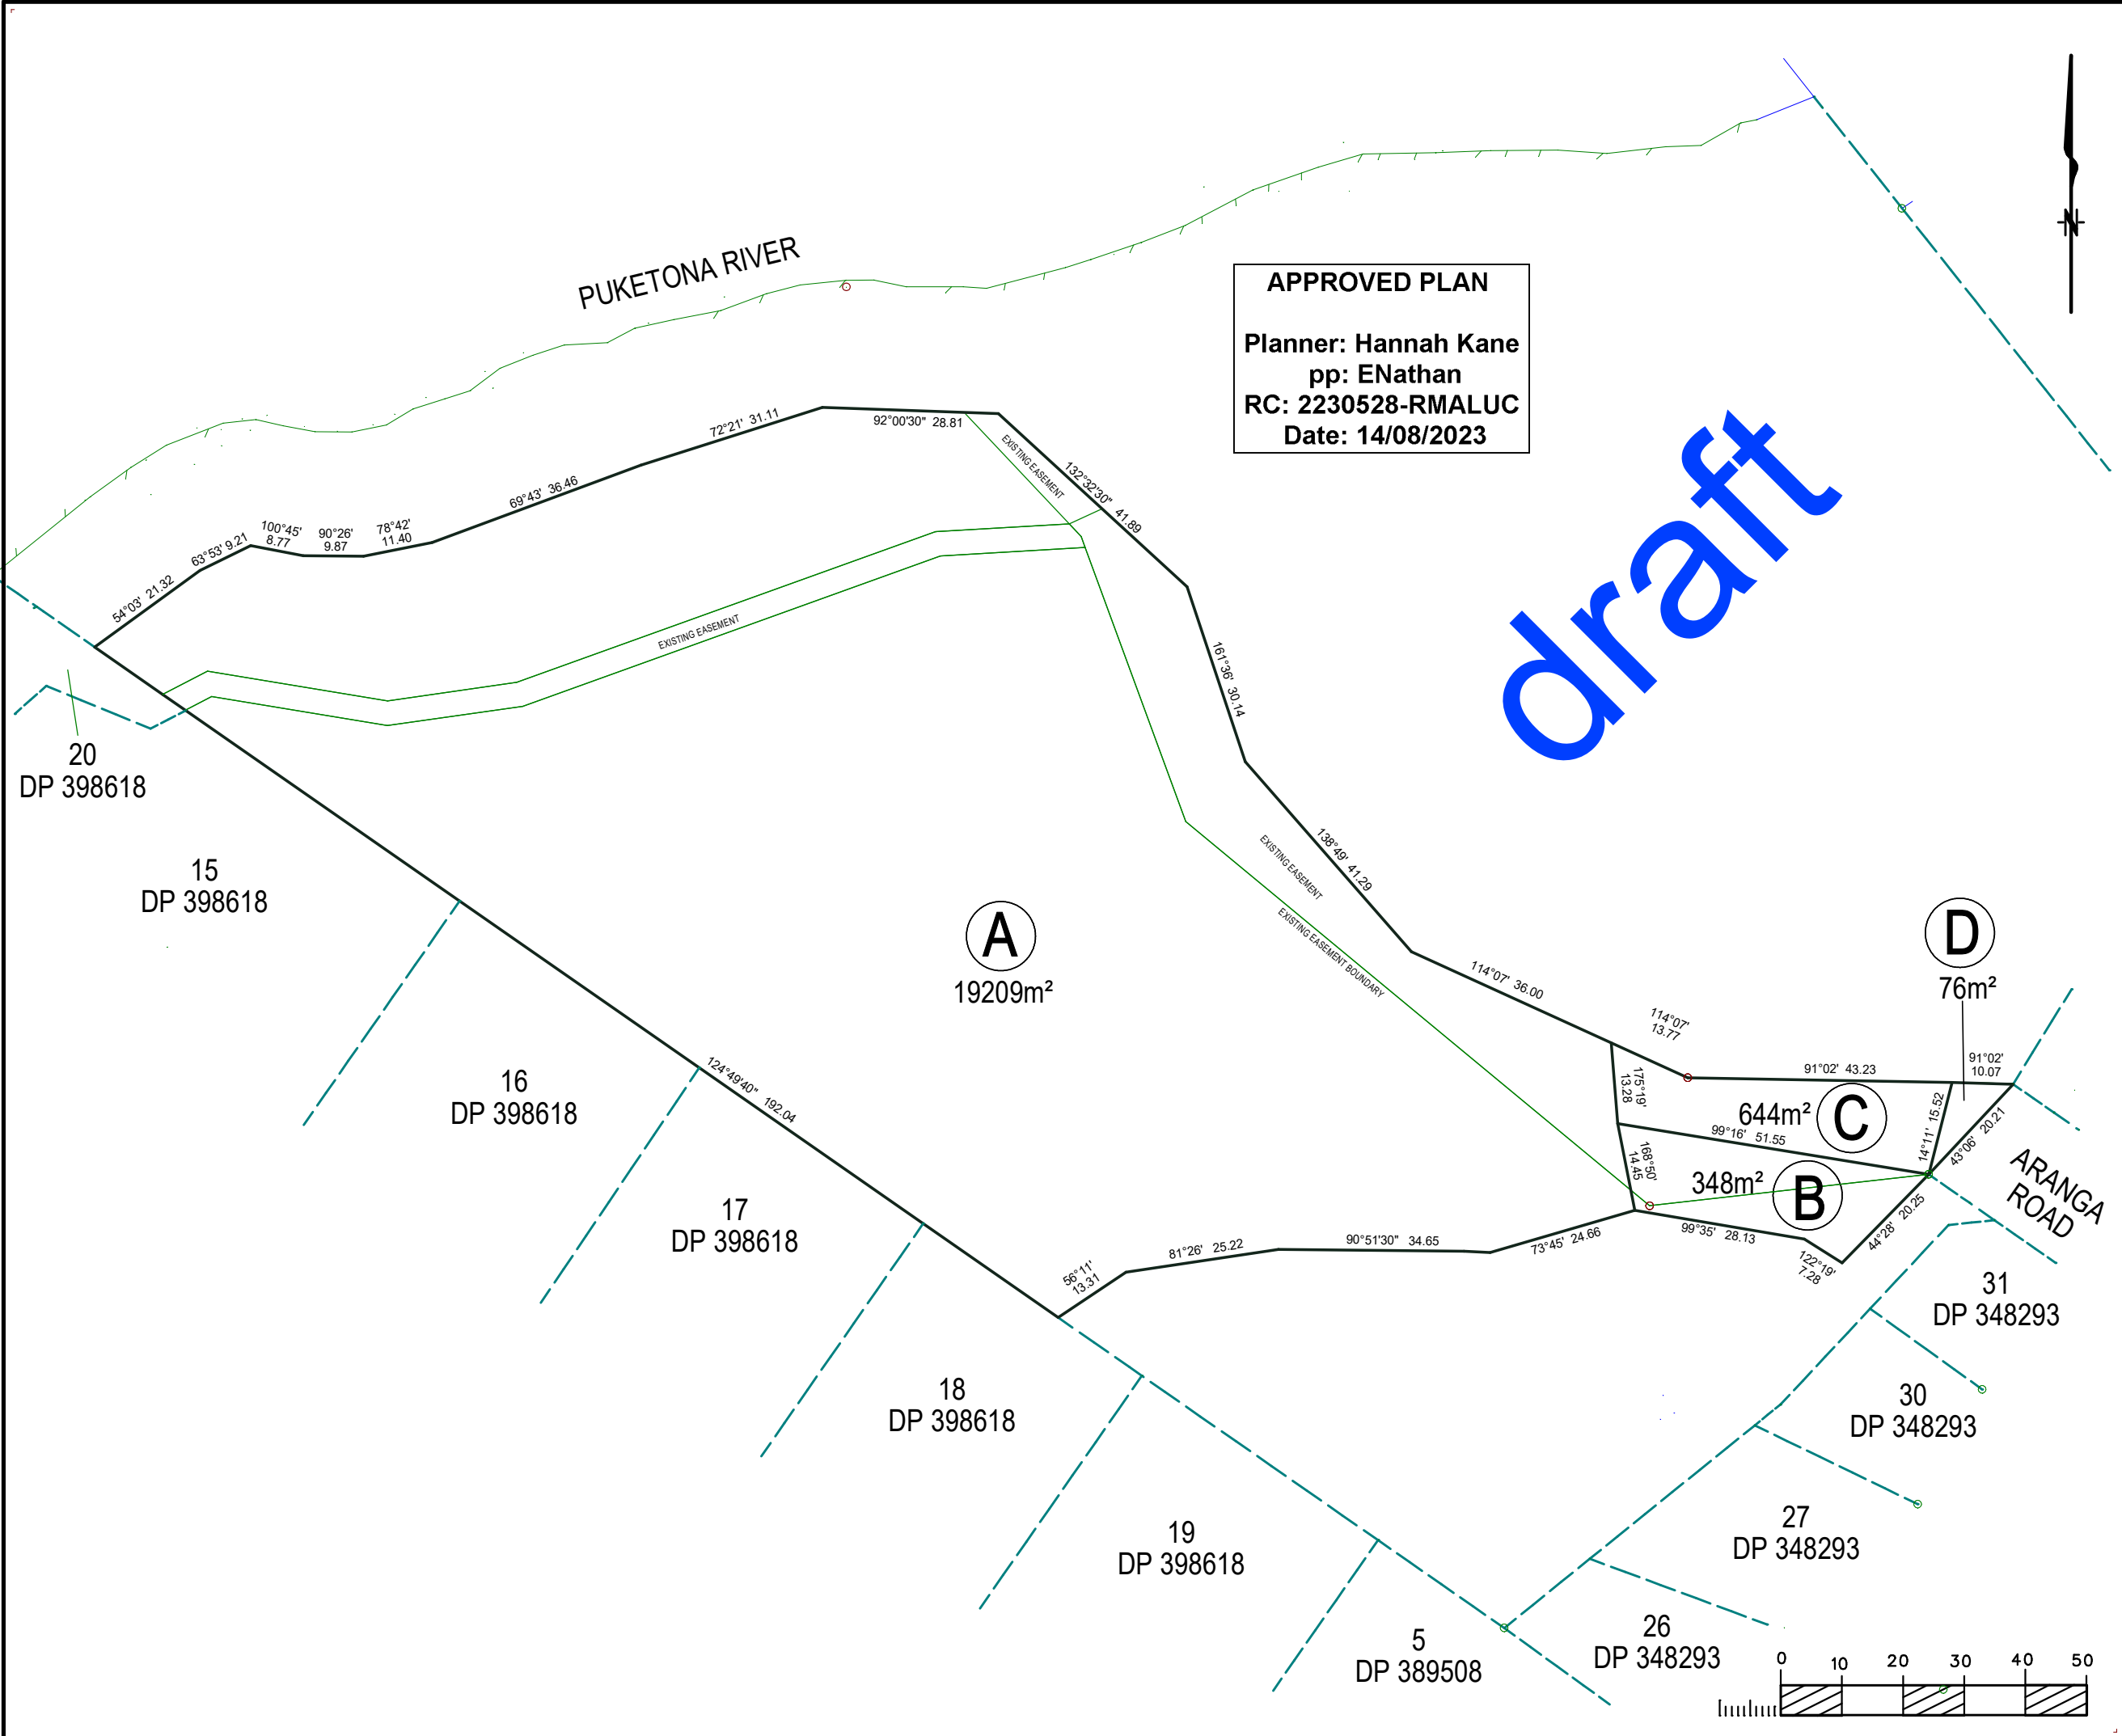 PUKETONA RIVER
APPROVED PLAN
Planner: Hannah Kane
pp: ENathan
RC: 2230528-RMALUC
Date: 14/08/2023
N
draft
72°21' 31.11
92°00'30" 28.81
EXISTING EASEMENT
132°32'30" 41.89
69°43' 36.46
100°45'
8.77
90°26'
9.87
78°42'
11.40
63°53' 9.21
54°03' 21.32
EXISTING EASEMENT
161°36' 30.14
20
DP 398618
15
DP 398618
138°49' 41.29
EXISTING EASEMENT
EXISTING EASEMENT BOUNDARY
A
19209m²
D
76m²
114°07' 36.00
114°07'
13.77
91°02' 43.23
91°02'
10.07
175°19'
13.28
644m²
C
99°16' 51.55
14°11' 15.52
43°06' 20.21
124°49'40" 192.04
16
DP 398618
168°50'
14.45
348m²
B
ARANGA
ROAD
17
DP 398618
56°11'
13.31
81°26' 25.22
90°51'30" 34.65
73°45' 24.66
99°35' 28.13
122°19'
7.28
44°28' 20.25
31
DP 348293
18
DP 398618
30
DP 348293
19
DP 398618
27
DP 348293
5
DP 389508
26
DP 348293
0 10 20 30 40 50